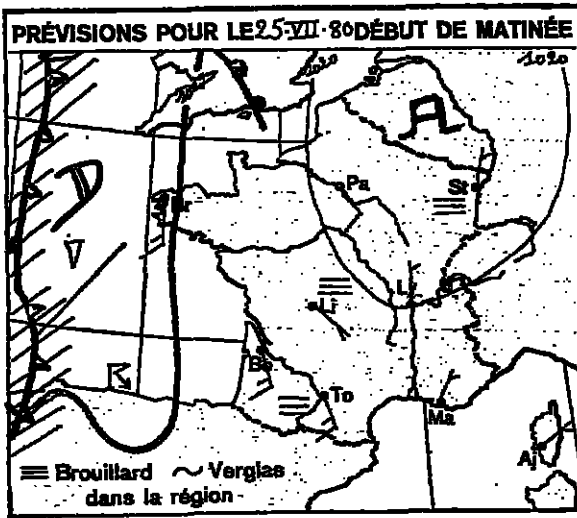 PRÉVISIONS POUR LE 25-VII-80 DÉBUT DE MATINÉE
1020
1020
A
D
Br
Pa
St
Li
Ly
To
Ma
Aj
Brouillard Verglas
dans la région